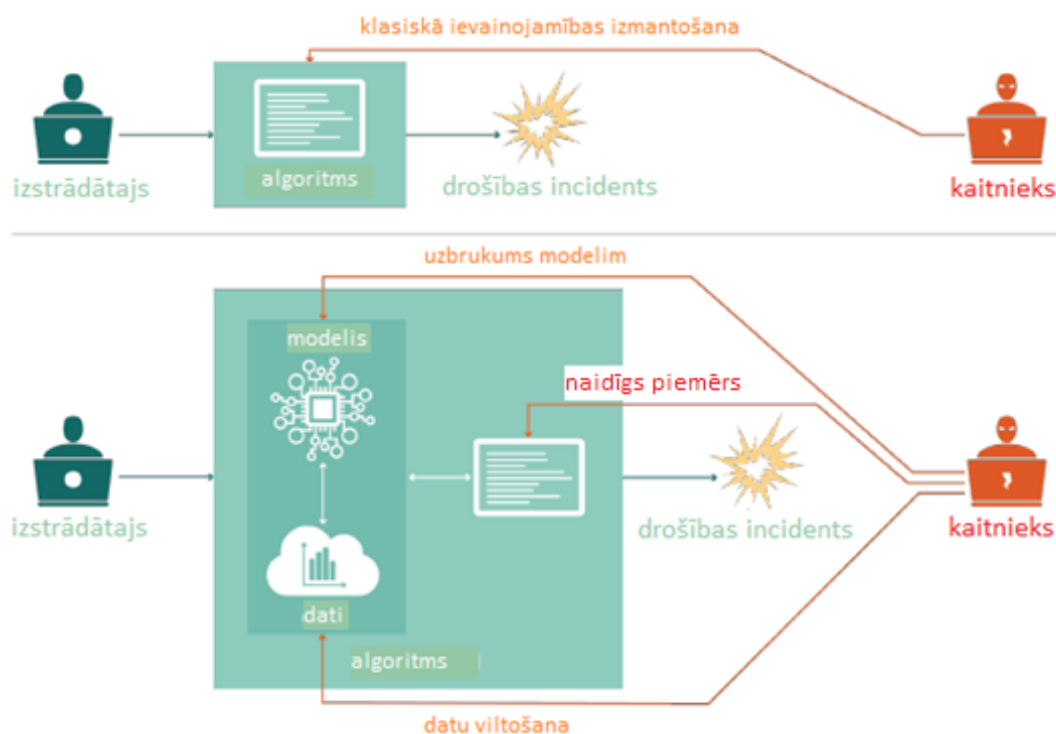 klasiskā ievainojamības izmantošana
izstrādātajs
algoritms
drošības incidents
kaitnieks
uzbrukums modelim
modelis
naidīgs piemērs
izstrādātajs
drošības incidents
kaitnieks
dati
algoritms
datu viltošana